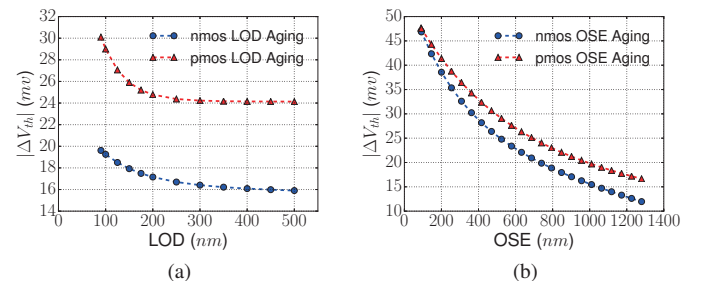 32
30
28
26
24
22
20
18
16
14
|ΔV_th| (mv)
nmos LOD Aging
pmos LOD Aging
0 100 200 300 400 500
LOD (nm)
(a)
50
45
40
35
30
25
20
15
10
|ΔV_th| (mv)
nmos OSE Aging
pmos OSE Aging
0 200 400 600 800 1000 1200 1400
OSE (nm)
(b)